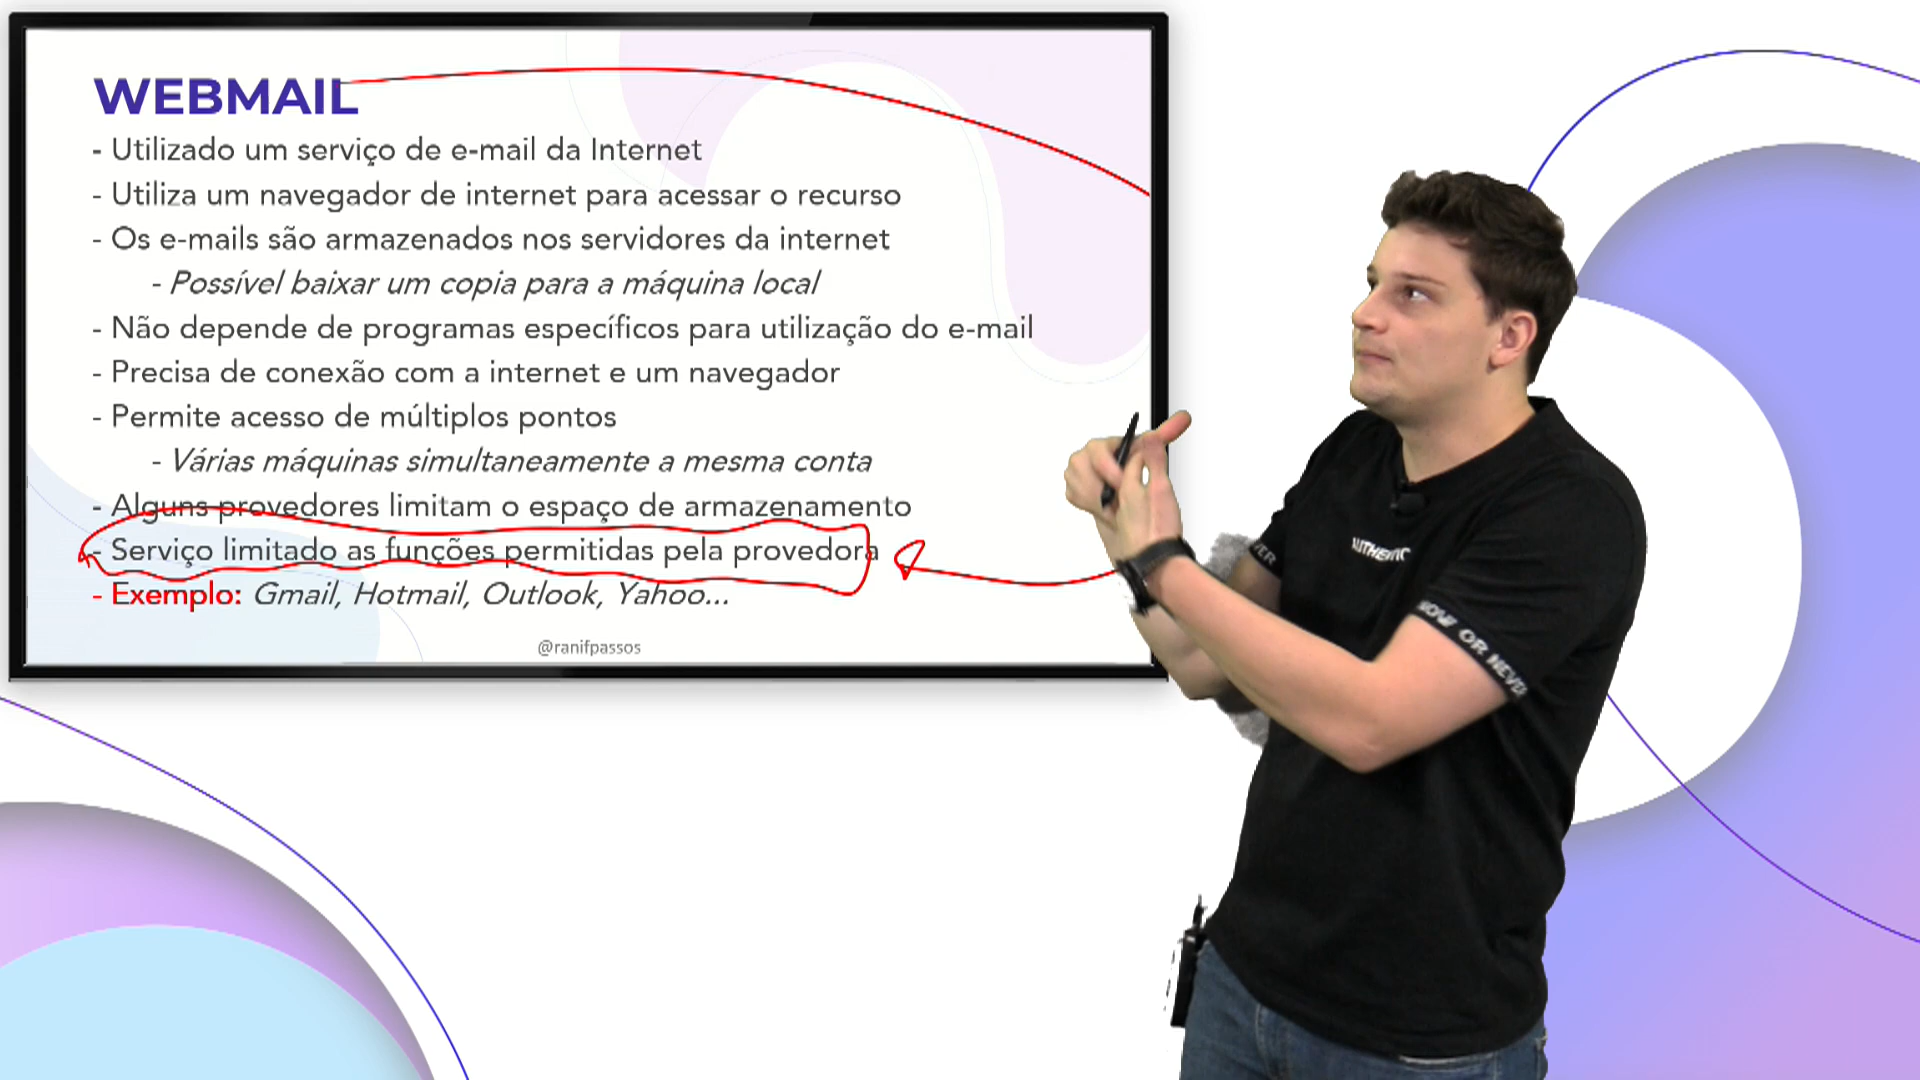 WEBMAIL
- Utilizado um serviço de e-mail da Internet
- Utiliza um navegador de internet para acessar o recurso
- Os e-mails são armazenados nos servidores da internet
- Possível baixar um copia para a máquina local
- Não depende de programas específicos para utilização do e-mail
- Precisa de conexão com a internet e um navegador
- Permite acesso de múltiplos pontos
- Várias máquinas simultaneamente a mesma conta
- Alguns provedores limitam o espaço de armazenamento
- Serviço limitado as funções permitidas pela provedora
- Exemplo: Gmail, Hotmail, Outlook, Yahoo...
@ranifpassos